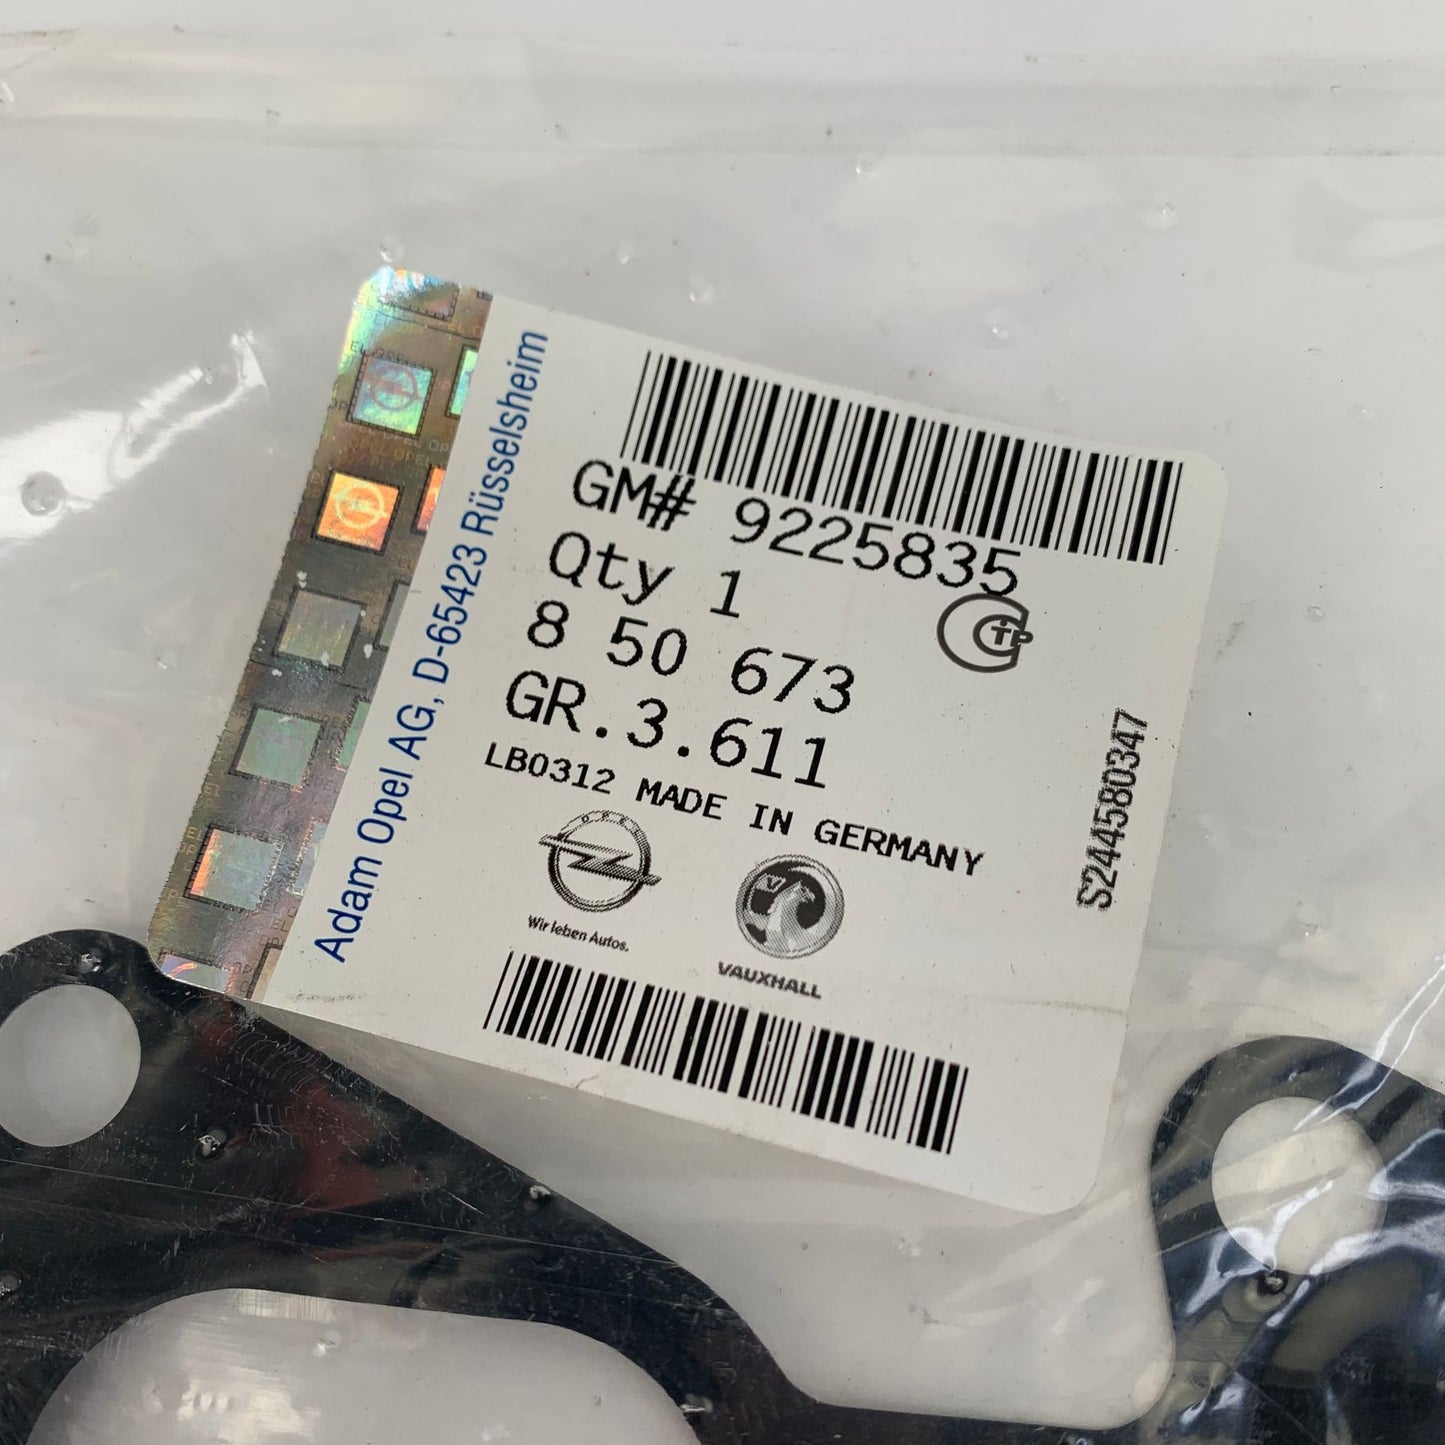 Adam Opel AG, D-65423 Rüsselsheim
GM# 9225835
Qty 1
8 50 673
GR.3.611
LB0312 MADE IN GERMANY
OPEL
Wir leben Autos.
VAUXHALL
S244580347